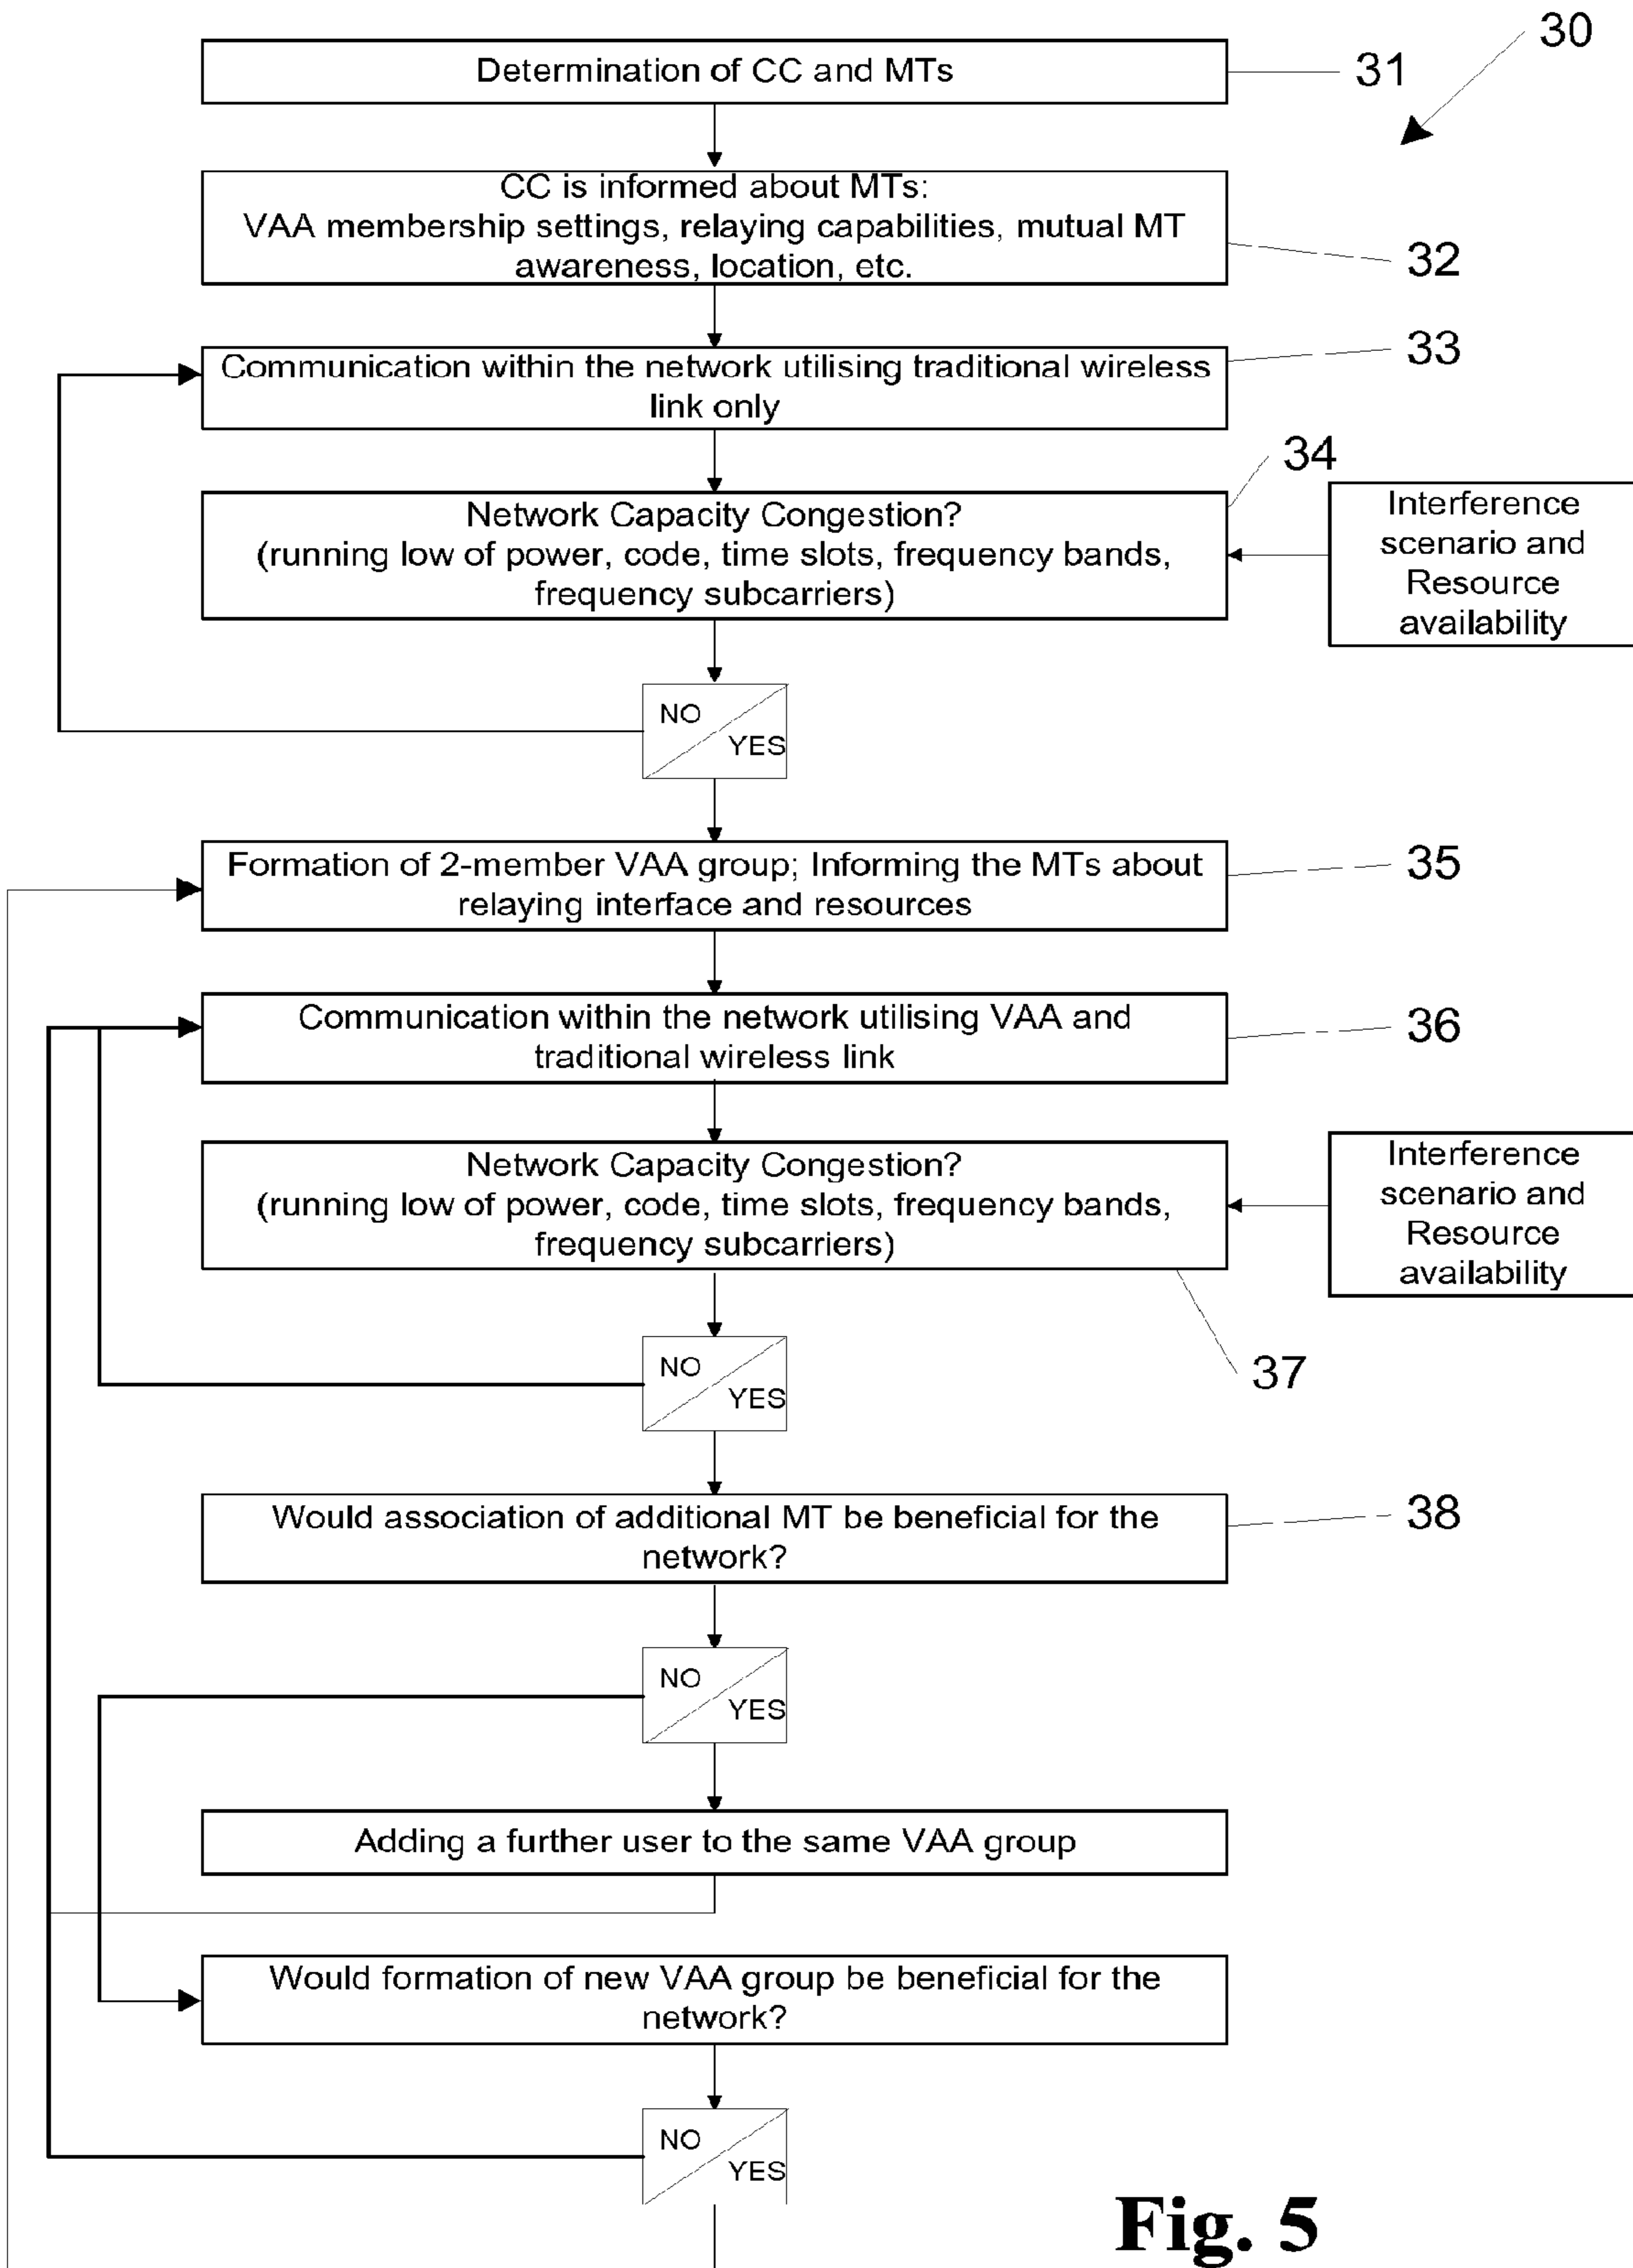 30
Determination of CC and MTs
31
CC is informed about MTs:
VAA membership settings, relaying capabilities, mutual MT
awareness, location, etc.
32
Communication within the network utilising traditional wireless
link only
33
34
Network Capacity Congestion?
(running low of power, code, time slots, frequency bands,
frequency subcarriers)
Interference
scenario and
Resource
availability
NO
YES
Formation of 2-member VAA group; Informing the MTs about
relaying interface and resources
35
Communication within the network utilising VAA and
traditional wireless link
36
Network Capacity Congestion?
(running low of power, code, time slots, frequency bands,
frequency subcarriers)
Interference
scenario and
Resource
availability
37
NO
YES
Would association of additional MT be beneficial for the
network?
38
NO
YES
Adding a further user to the same VAA group
Would formation of new VAA group be beneficial for the
network?
NO
YES
Fig. 5